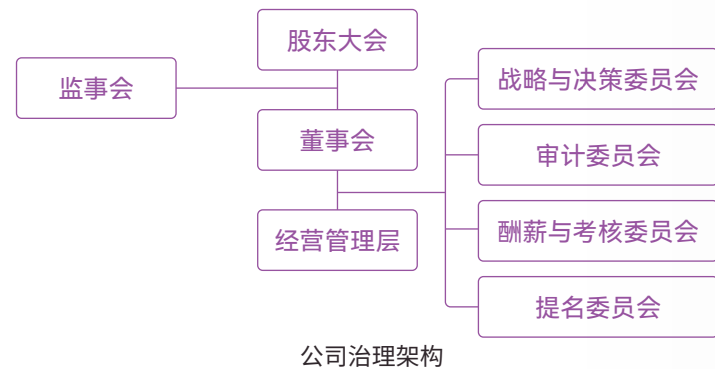 股东大会
监事会
董事会
经营管理层
战略与决策委员会
审计委员会
酬薪与考核委员会
提名委员会
公司治理架构